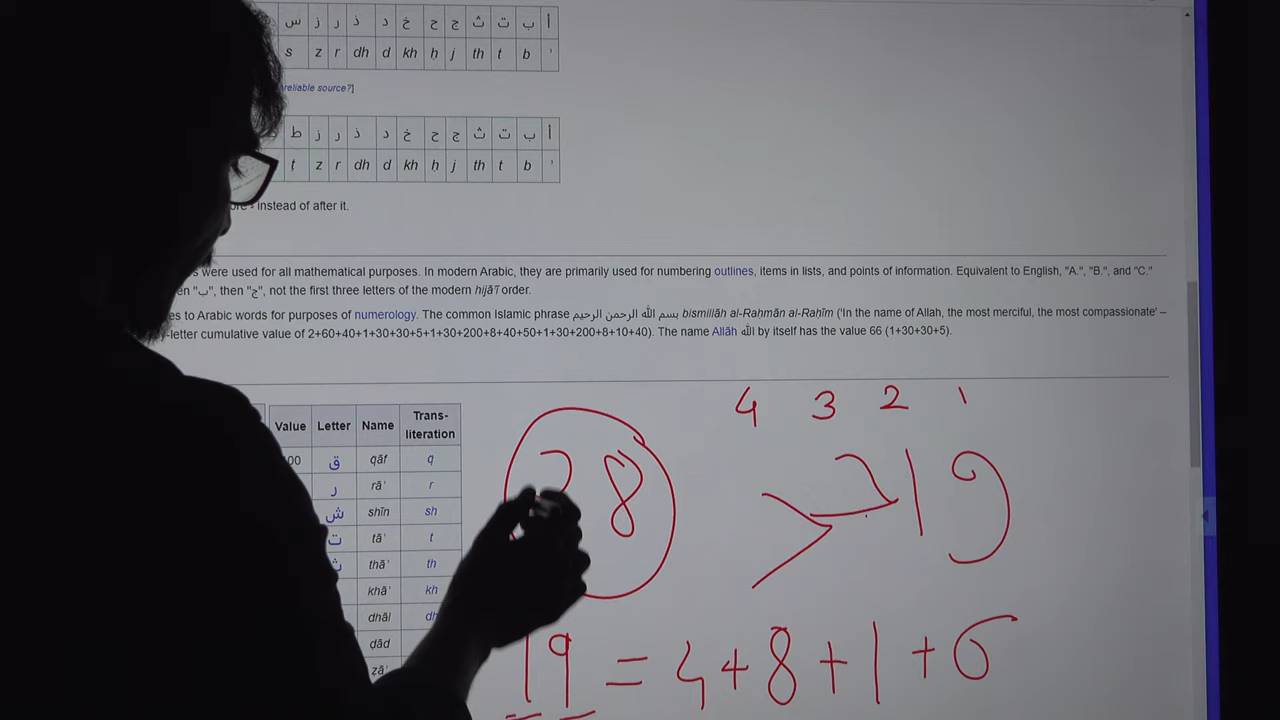 س ز ر ذ د خ ح ج ث ت ب أ
s z r dh d kh ḥ j th t b '
reliable source?]
ط ز ر ذ د خ ح ج ث ت ب أ
t z r dh d kh ḥ j th t b '
- instead of after it.
were used for all mathematical purposes. In modern Arabic, they are primarily used for numbering outlines, items in lists, and points of information. Equivalent to English, "A.", "B.", and "C."
"ب", then "ج", not the first three letters of the modern hijāʾī order.
es to Arabic words for purposes of numerology. The common Islamic phrase بسم الله الرحمن الرحيم bismillāh al-Raḥmān al-Raḥīm ('In the name of Allah, the most merciful, the most compassionate' –
-letter cumulative value of 2+60+40+1+30+30+5+1+30+200+8+40+50+1+30+200+8+10+40). The name Allāh الله by itself has the value 66 (1+30+30+5).
Value Letter Name Trans-literation
00 ق qāf q
ر rāʾ r
ش shīn sh
ت tāʾ t
ث thāʾ th
khāʾ kh
dhāl dh
ḍād
ẓāʾ
4 3 2 1
38 واحد
19 = 4+8+1+6